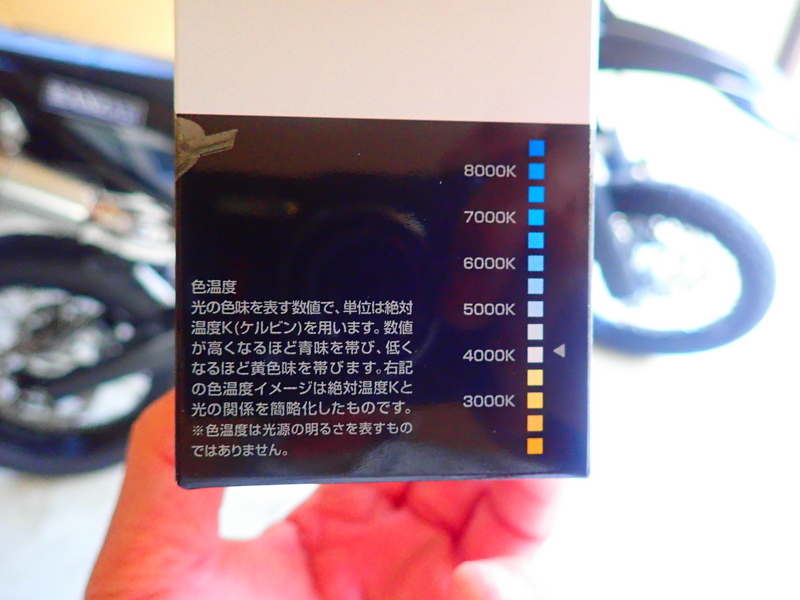 8000K
7000K
6000K
5000K
4000K
3000K
色温度
光の色味を表す数値で、単位は絶対
温度K(ケルビン)を用います。数値
が高くなるほど青味を帯び、低く
なるほど黄色味を帯びます。右記
の色温度イメージは絶対温度Kと
光の関係を簡略化したものです。
※色温度は光源の明るさを表すもの
ではありません。